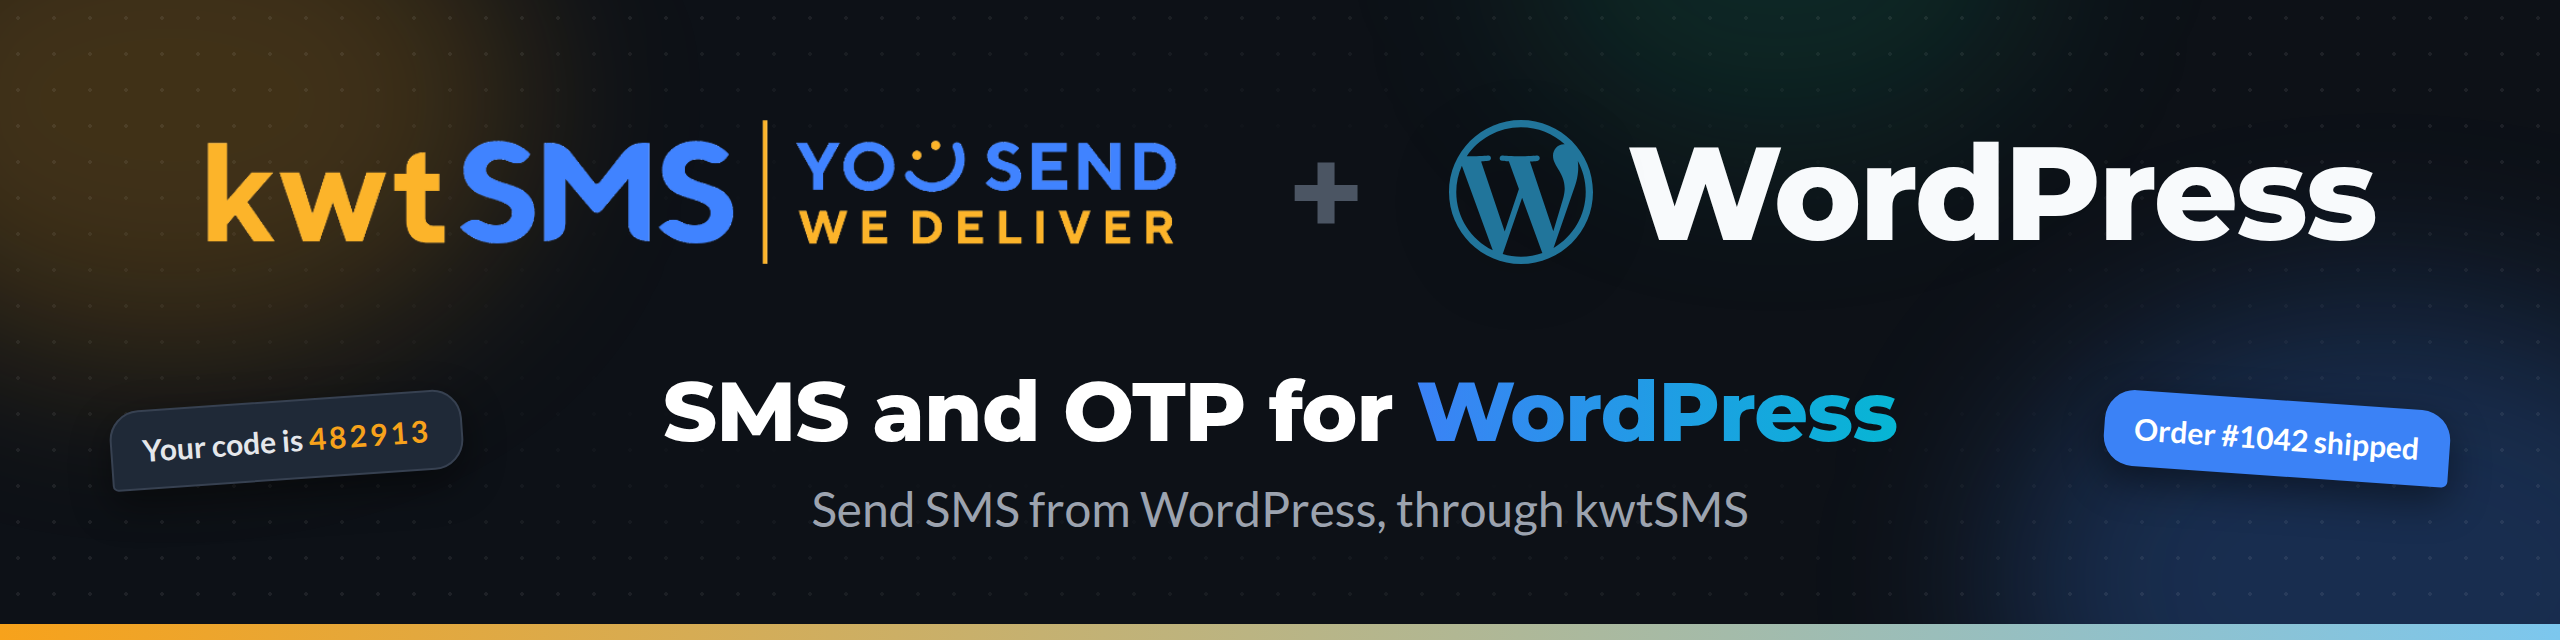 kwtSMS
YOU SEND
WE DELIVER
+
WordPress
SMS and OTP for WordPress
Your code is 482913
Order #1042 shipped
Send SMS from WordPress, through kwtSMS